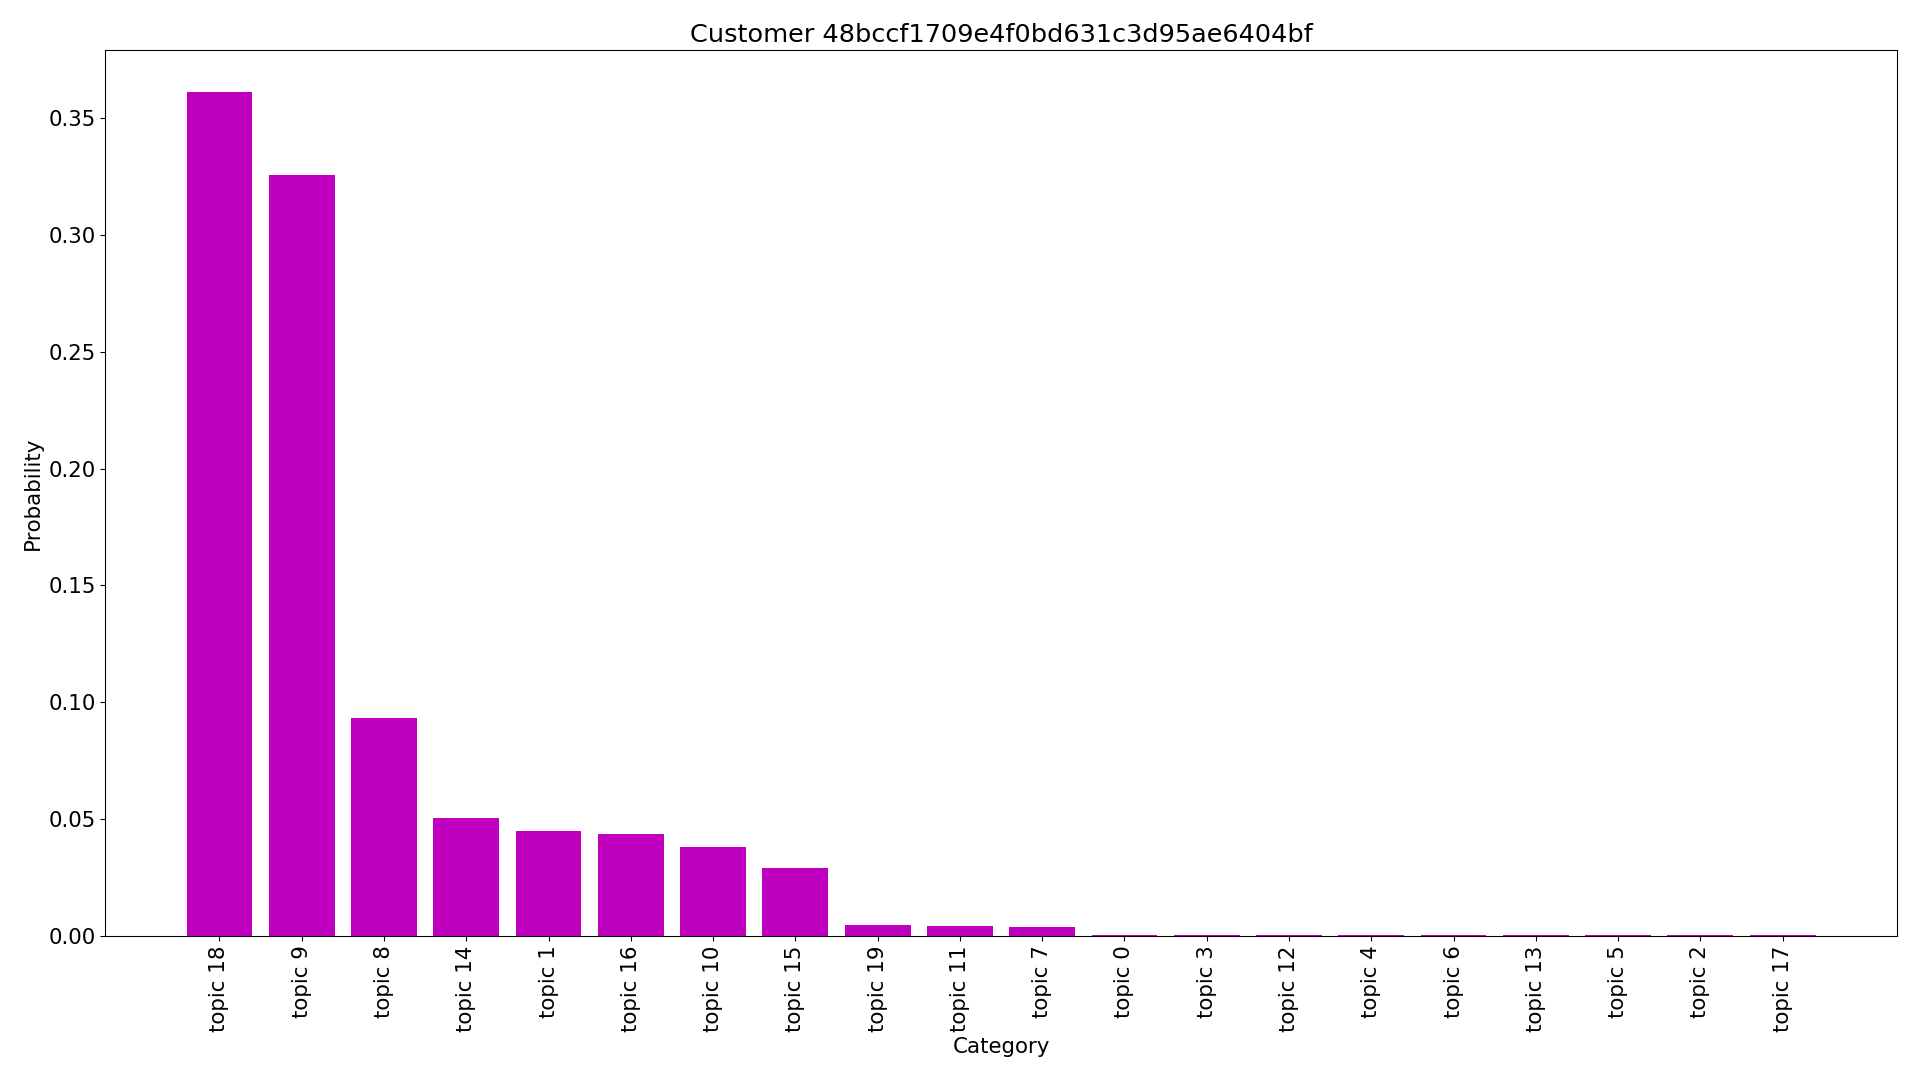 Customer 48bccf1709e4f0bd631c3d95ae6404bf
Probability
0.35
0.30
0.25
0.20
0.15
0.10
0.05
0.00
topic 18
topic 9
topic 8
topic 14
topic 1
topic 16
topic 10
topic 15
topic 19
topic 11
topic 7
topic 0
topic 3
topic 12
topic 4
topic 6
topic 13
topic 5
topic 2
topic 17
Category